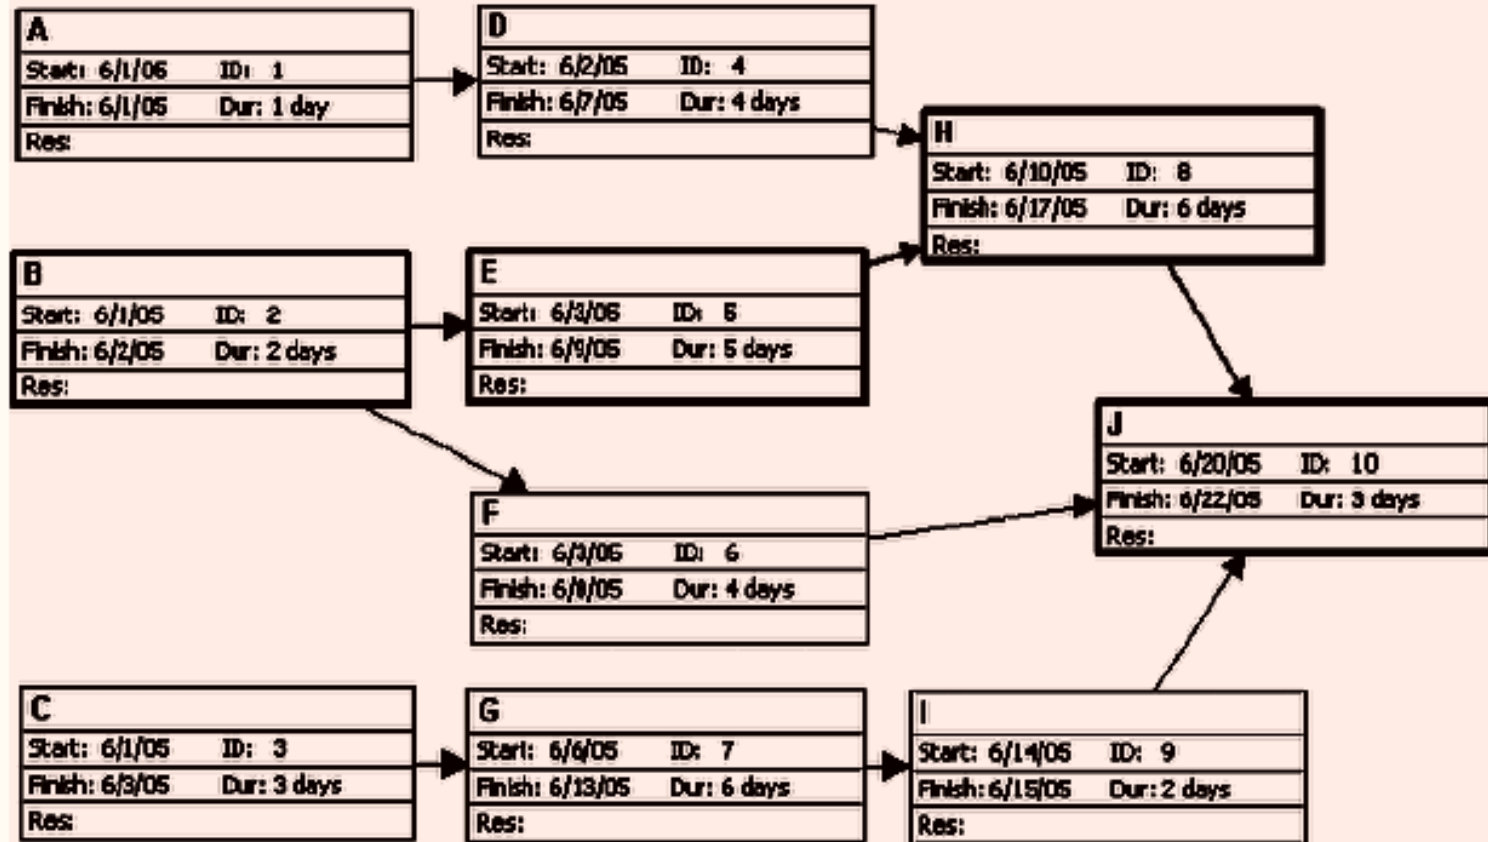 A
Start: 6/1/05 ID: 1
Finish: 6/1/05 Dur: 1 day
Res:
D
Start: 6/2/05 ID: 4
Finish: 6/7/05 Dur: 4 days
Res:
H
Start: 6/10/05 ID: 8
Finish: 6/17/05 Dur: 6 days
Res:
B
Start: 6/1/05 ID: 2
Finish: 6/2/05 Dur: 2 days
Res:
E
Start: 6/3/05 ID: 5
Finish: 6/9/05 Dur: 5 days
Res:
J
Start: 6/20/05 ID: 10
Finish: 6/22/05 Dur: 3 days
Res:
F
Start: 6/3/05 ID: 6
Finish: 6/8/05 Dur: 4 days
Res:
C
Start: 6/1/05 ID: 3
Finish: 6/3/05 Dur: 3 days
Res:
G
Start: 6/6/05 ID: 7
Finish: 6/13/05 Dur: 6 days
Res:
I
Start: 6/14/05 ID: 9
Finish: 6/15/05 Dur: 2 days
Res: